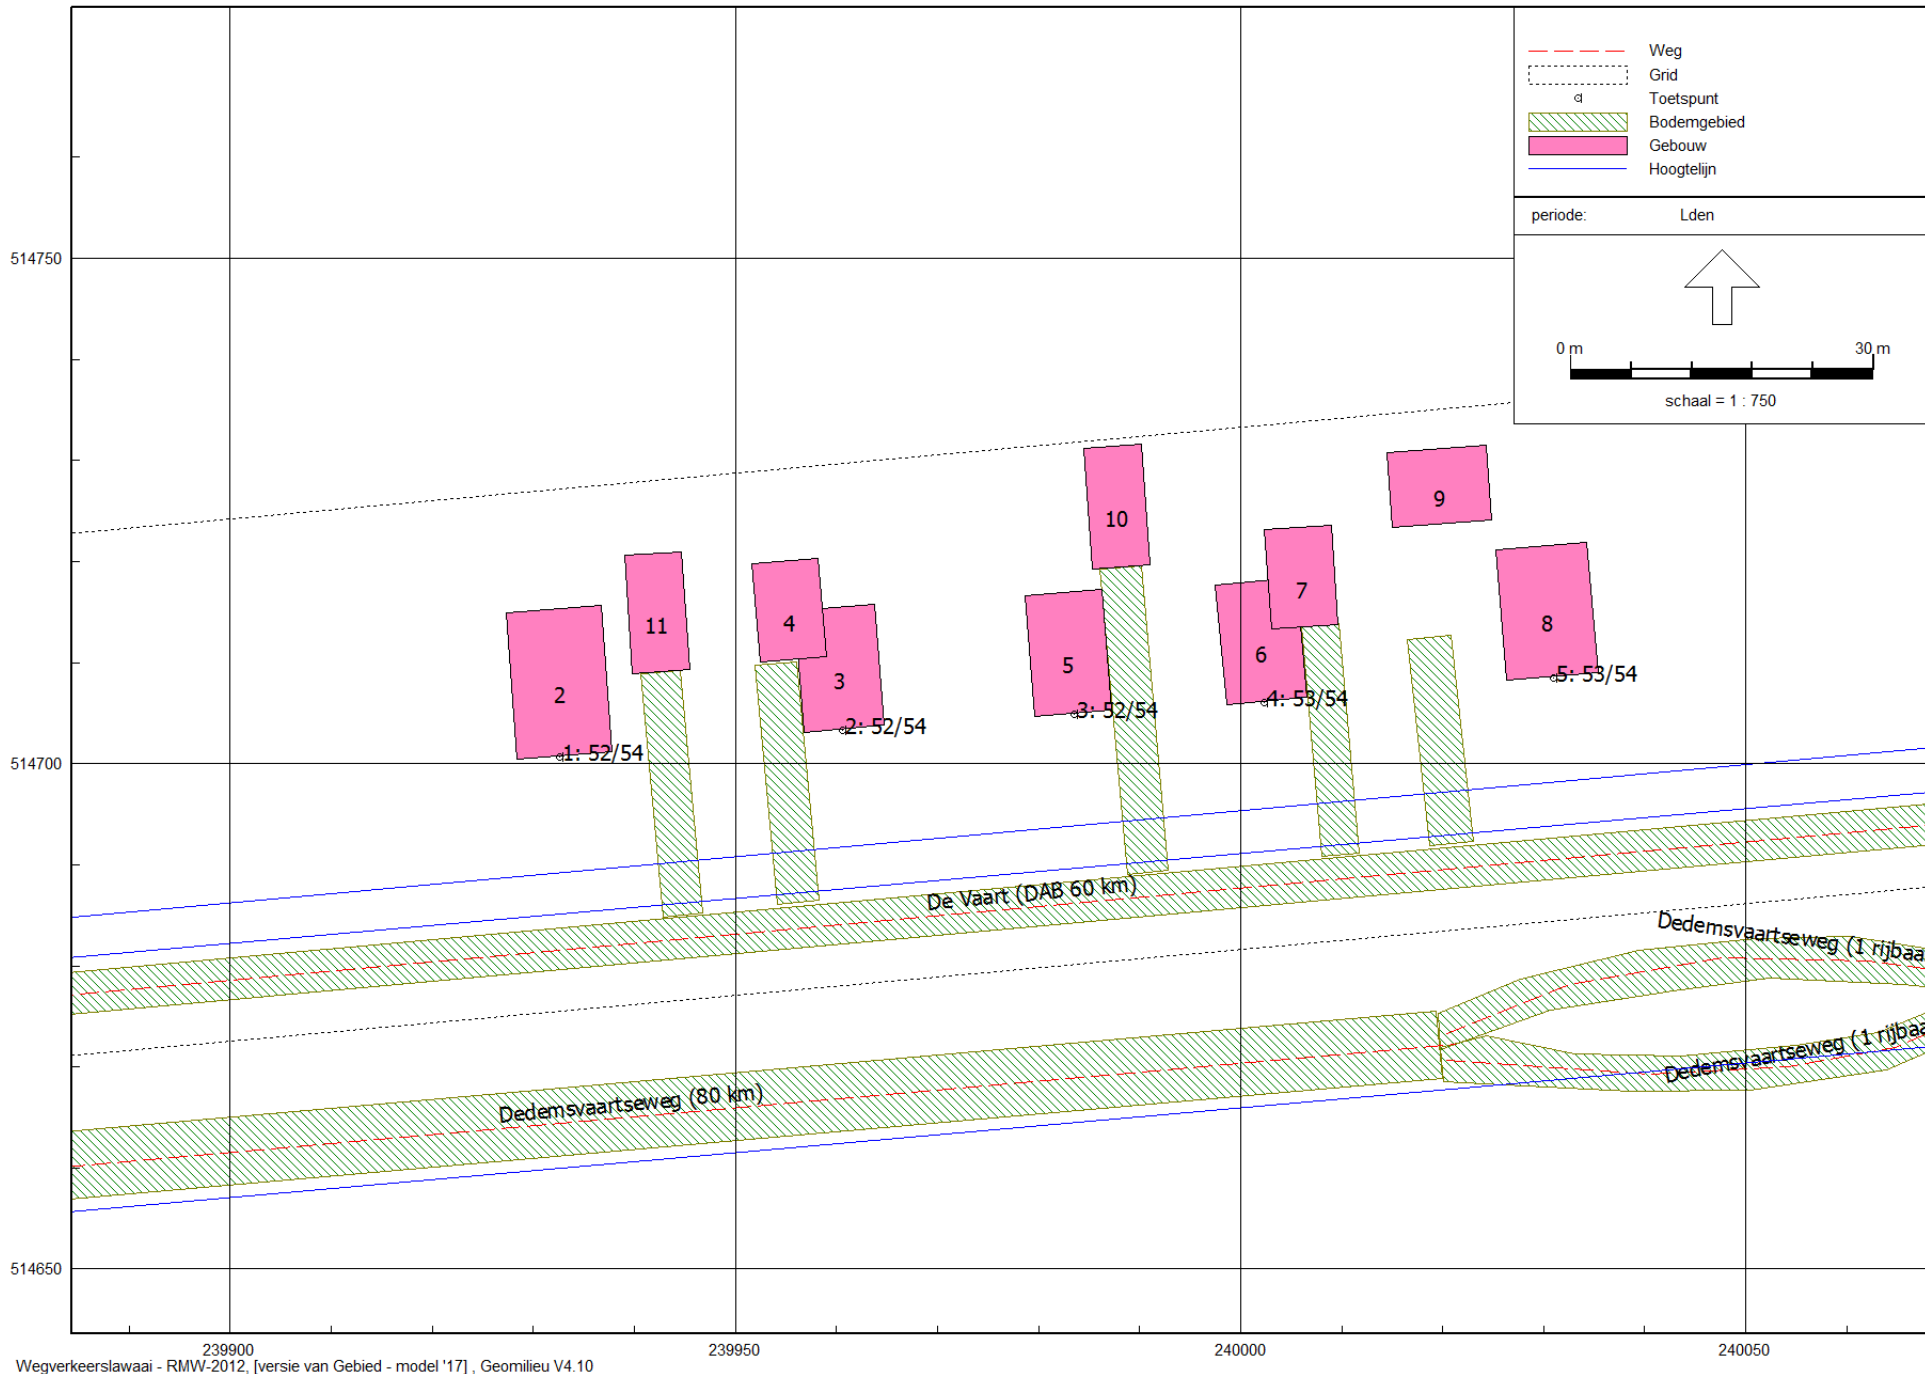 Weg
Grid
Toetspunt
Bodemgebied
Gebouw
Hoogtelijn
periode: Lden
514750
0 m 30 m
schaal = 1 : 750
9
10
7
11
4
8
2
3
5
6
5: 53/54
4: 53/54
3: 52/54
2: 52/54
1: 52/54
514700
De Vaart (DAB 60 km)
Dedemsvaartseweg (1 rijbaa
Dedemsvaartseweg (1 rijbaa
Dedemsvaartseweg (80 km)
514650
239900 239950 240000 240050
Wegverkeerslawaai - RMW-2012, [versie van Gebied - model '17] , Geomilieu V4.10